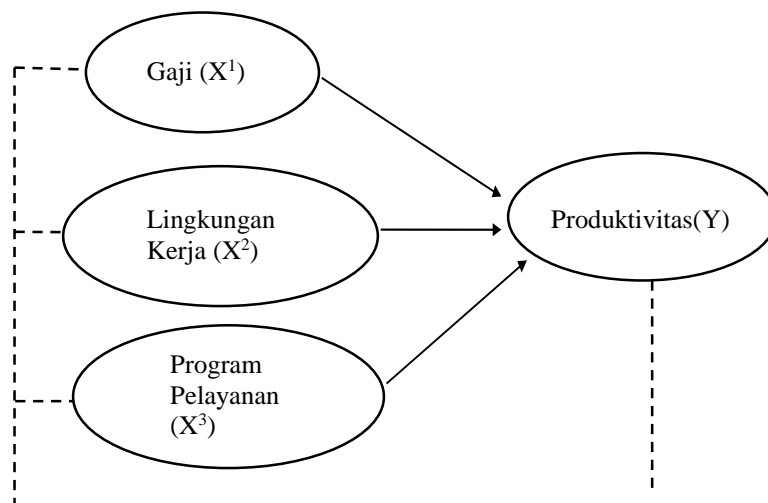 Gaji (X¹)
Lingkungan
Kerja (X²)
Produktivitas(Y)
Program
Pelayanan
(X³)